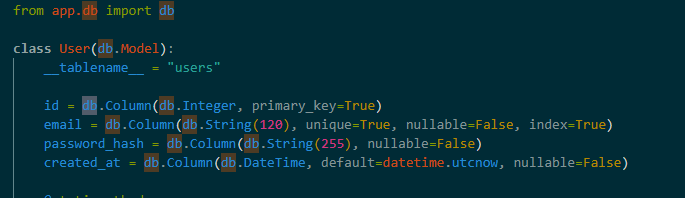 from app.db import db
class User(db.Model):
    __tablename__ = "users"
    id = db.Column(db.Integer, primary_key=True)
    email = db.Column(db.String(120), unique=True, nullable=False, index=True)
    password_hash = db.Column(db.String(255), nullable=False)
    created_at = db.Column(db.DateTime, default=datetime.utcnow, nullable=False)